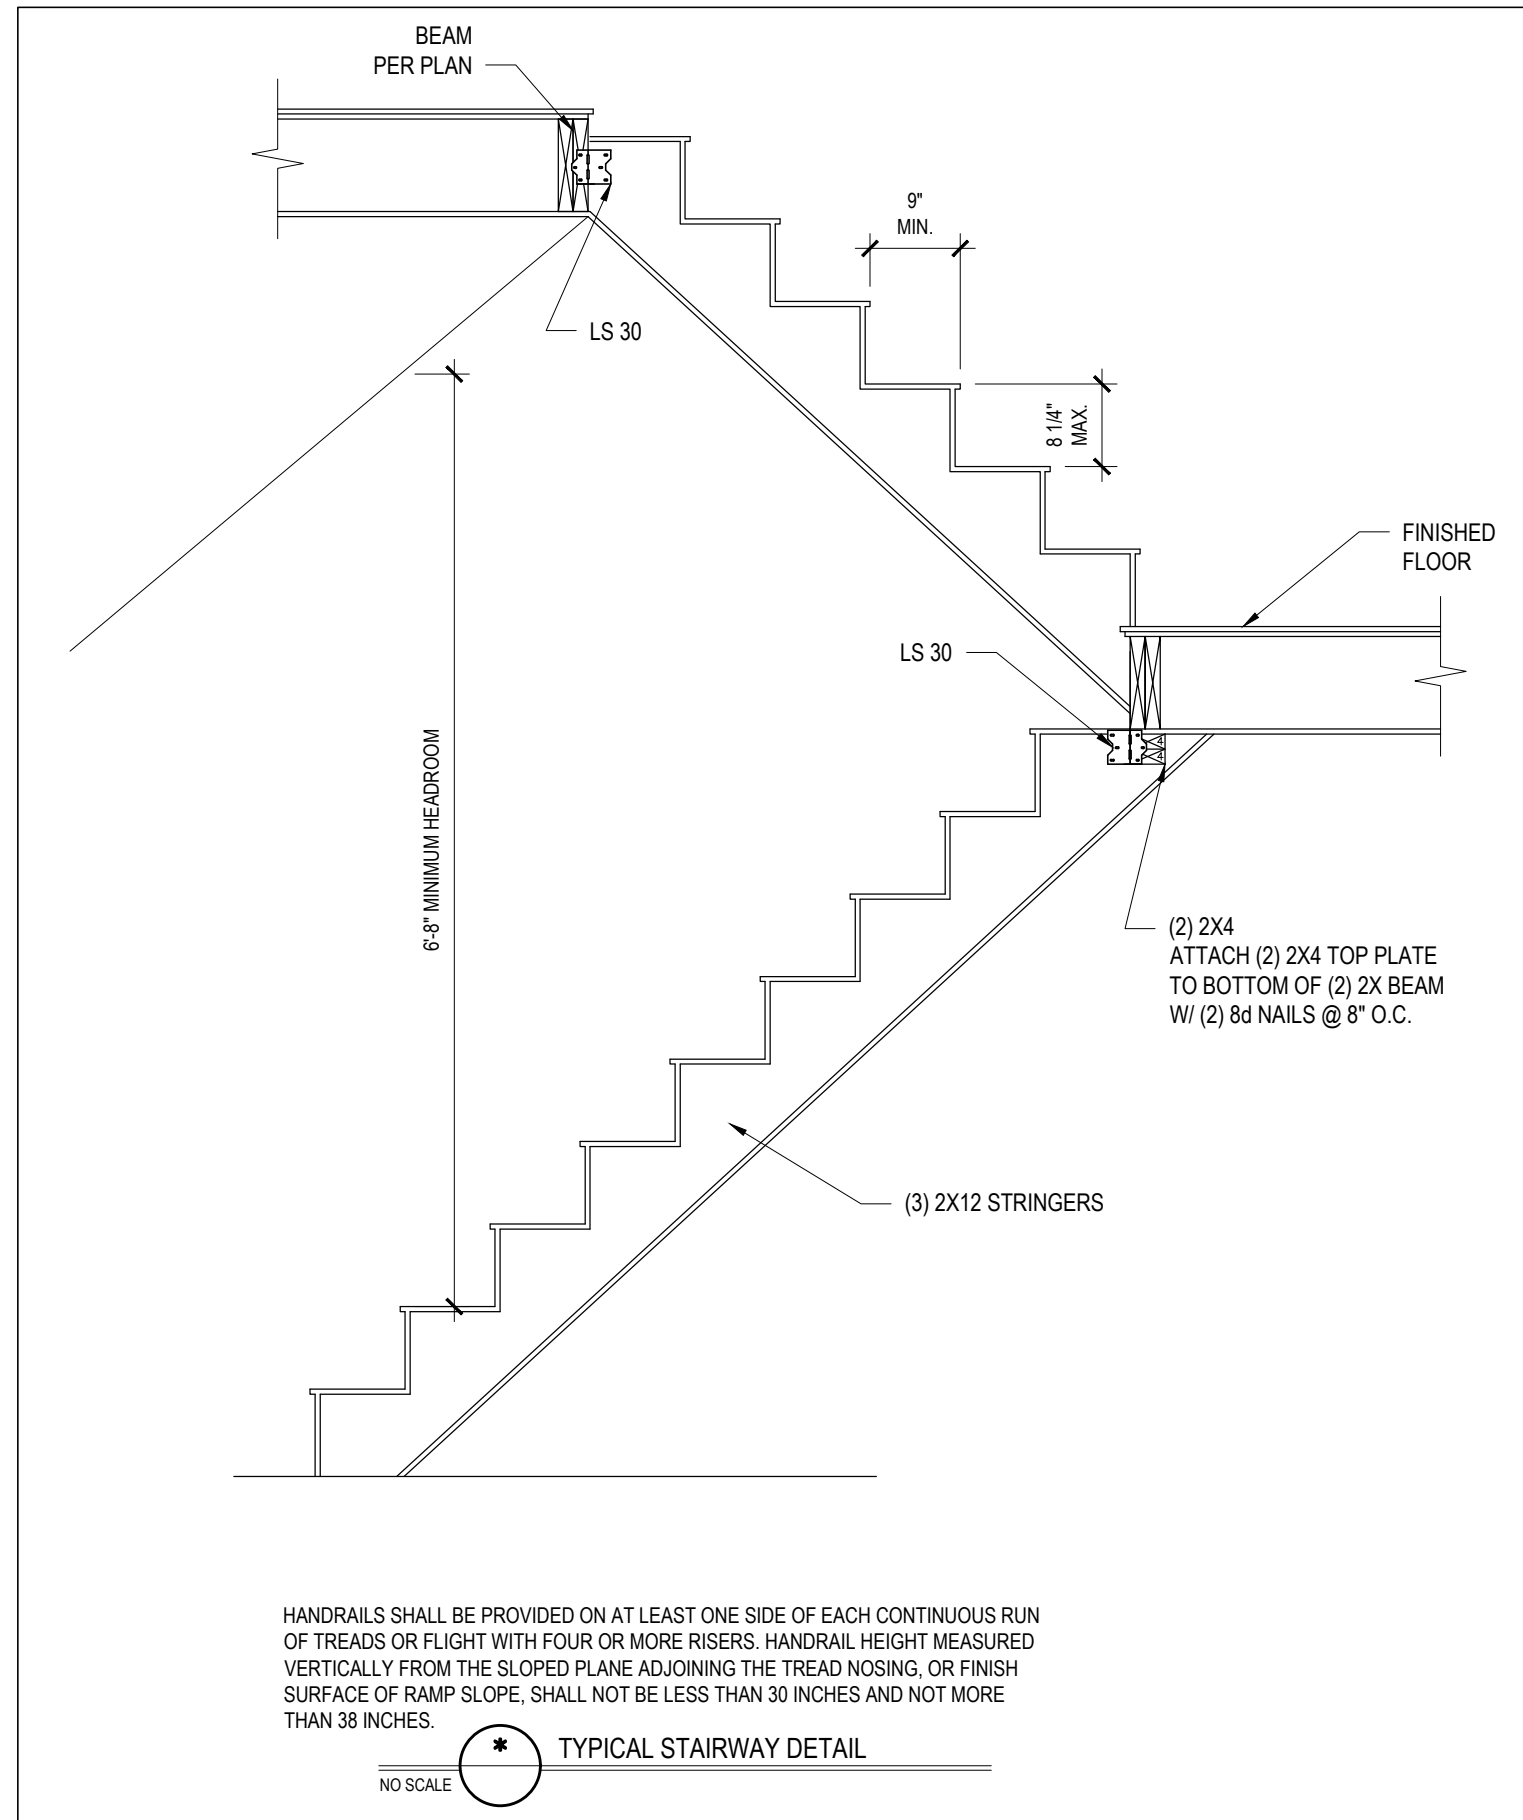 BEAM
PER PLAN
9"
MIN.
LS 30
8 1/4"
MAX.
FINISHED
FLOOR
LS 30
6'-8" MINIMUM HEADROOM
4
4
(2) 2X4
ATTACH (2) 2X4 TOP PLATE
TO BOTTOM OF (2) 2X BEAM
W/ (2) 8d NAILS @ 8" O.C.
(3) 2X12 STRINGERS
HANDRAILS SHALL BE PROVIDED ON AT LEAST ONE SIDE OF EACH CONTINUOUS RUN
OF TREADS OR FLIGHT WITH FOUR OR MORE RISERS. HANDRAIL HEIGHT MEASURED
VERTICALLY FROM THE SLOPED PLANE ADJOINING THE TREAD NOSING, OR FINISH
SURFACE OF RAMP SLOPE, SHALL NOT BE LESS THAN 30 INCHES AND NOT MORE
THAN 38 INCHES.
* TYPICAL STAIRWAY DETAIL
NO SCALE